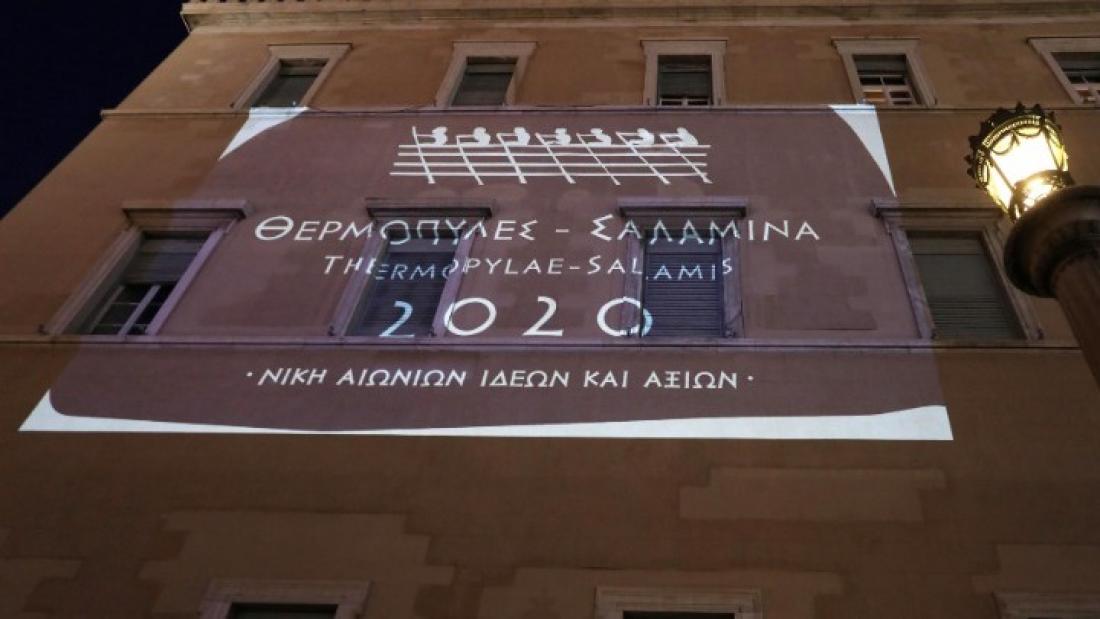 ΘΕΡΜΟΠΥΛΕΣ - ΣΑΛΑΜΙΝΑ
THERMOPYLAE-SALAMIS
2020
· ΝΙΚΗ ΑΙΩΝΙΩΝ ΙΔΕΩΝ ΚΑΙ ΑΞΙΩΝ ·